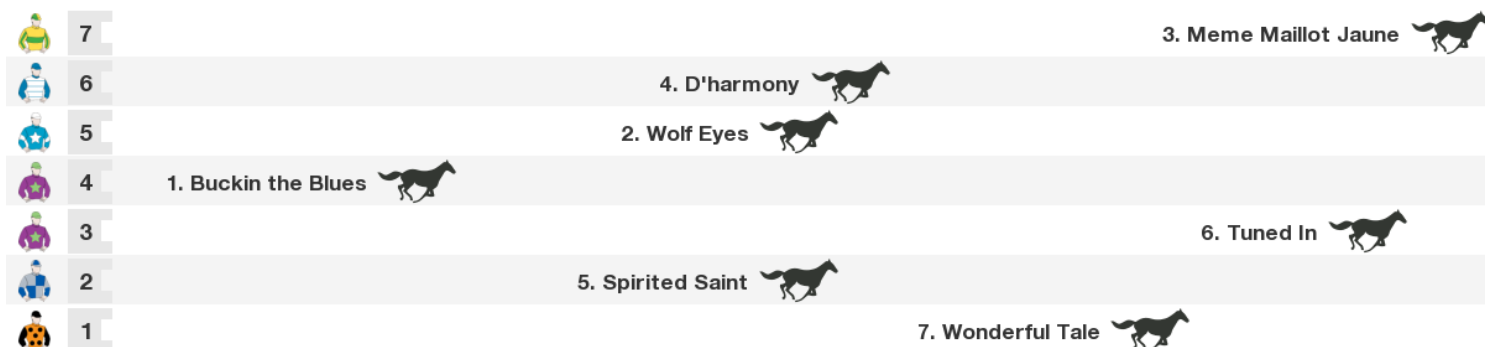 7 3. Meme Maillot Jaune
6 4. D'harmony
5 2. Wolf Eyes
4 1. Buckin the Blues
3 6. Tuned In
2 5. Spirited Saint
1 7. Wonderful Tale